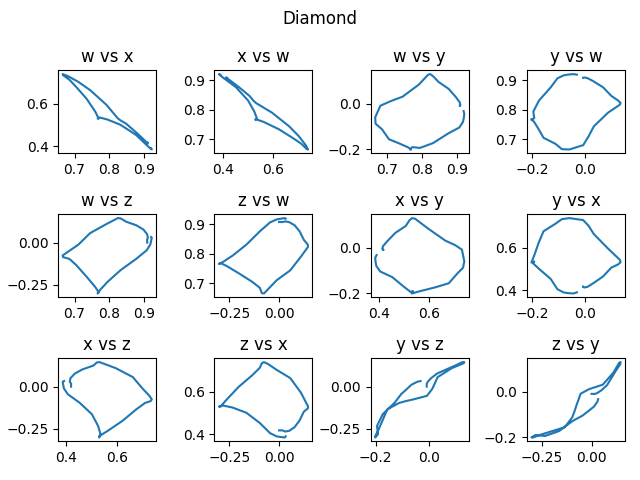 Diamond
w vs x
x vs w
w vs y
y vs w
0.6
0.4
0.7 0.8 0.9
0.9
0.8
0.7
0.4 0.6
0.0
−0.2
0.7 0.8 0.9
0.9
0.8
0.7
−0.2 0.0
w vs z
z vs w
x vs y
y vs x
0.00
−0.25
0.7 0.8 0.9
0.9
0.8
0.7
−0.25 0.00
0.0
−0.2
0.4 0.6
0.6
0.4
−0.2 0.0
x vs z
z vs x
y vs z
z vs y
0.00
−0.25
0.4 0.6
0.6
0.4
−0.25 0.00
0.00
−0.25
−0.2 0.0
0.0
−0.2
−0.25 0.00